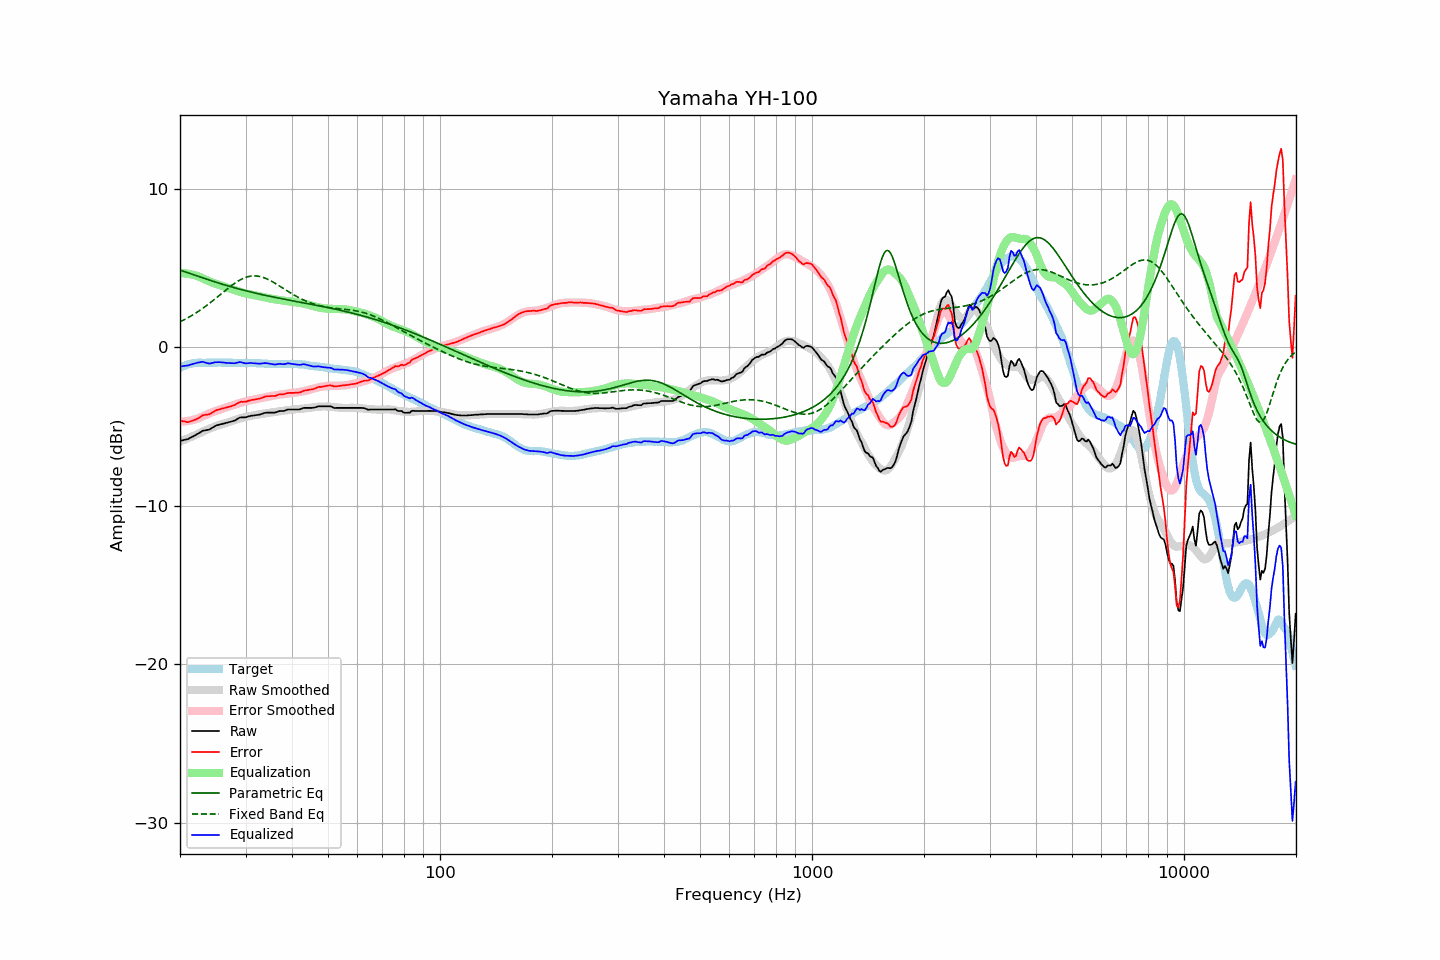 Yamaha YH-100
10
0
−10
−20
−30
Amplitude (dBr)
Target
Raw Smoothed
Error Smoothed
Raw
Error
Equalization
Parametric Eq
Fixed Band Eq
Equalized
100
1000
10000
Frequency (Hz)